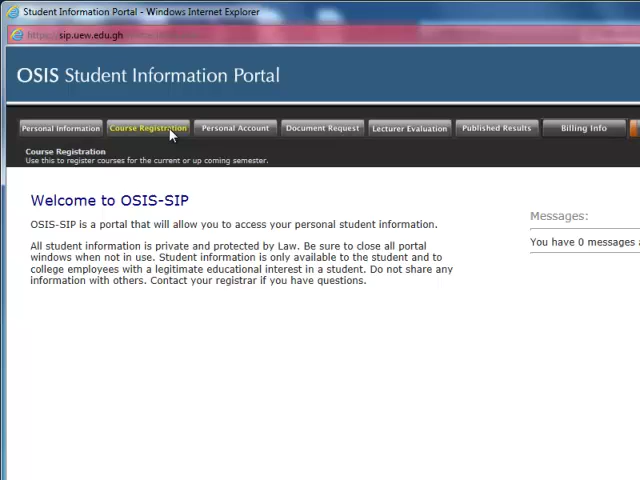 Student Information Portal - Windows Internet Explorer
https://sip.uew.edu.gh
OSIS Student Information Portal
Personal Information Course Registration Personal Account Document Request Lecturer Evaluation Published Results Billing Info
Course Registration
Use this to register courses for the current or up coming semester.
Welcome to OSIS-SIP
OSIS-SIP is a portal that will allow you to access your personal student information.
All student information is private and protected by Law. Be sure to close all portal
windows when not in use. Student information is only available to the student and to
college employees with a legitimate educational interest in a student. Do not share any
information with others. Contact your registrar if you have questions.
Messages:
You have 0 messages